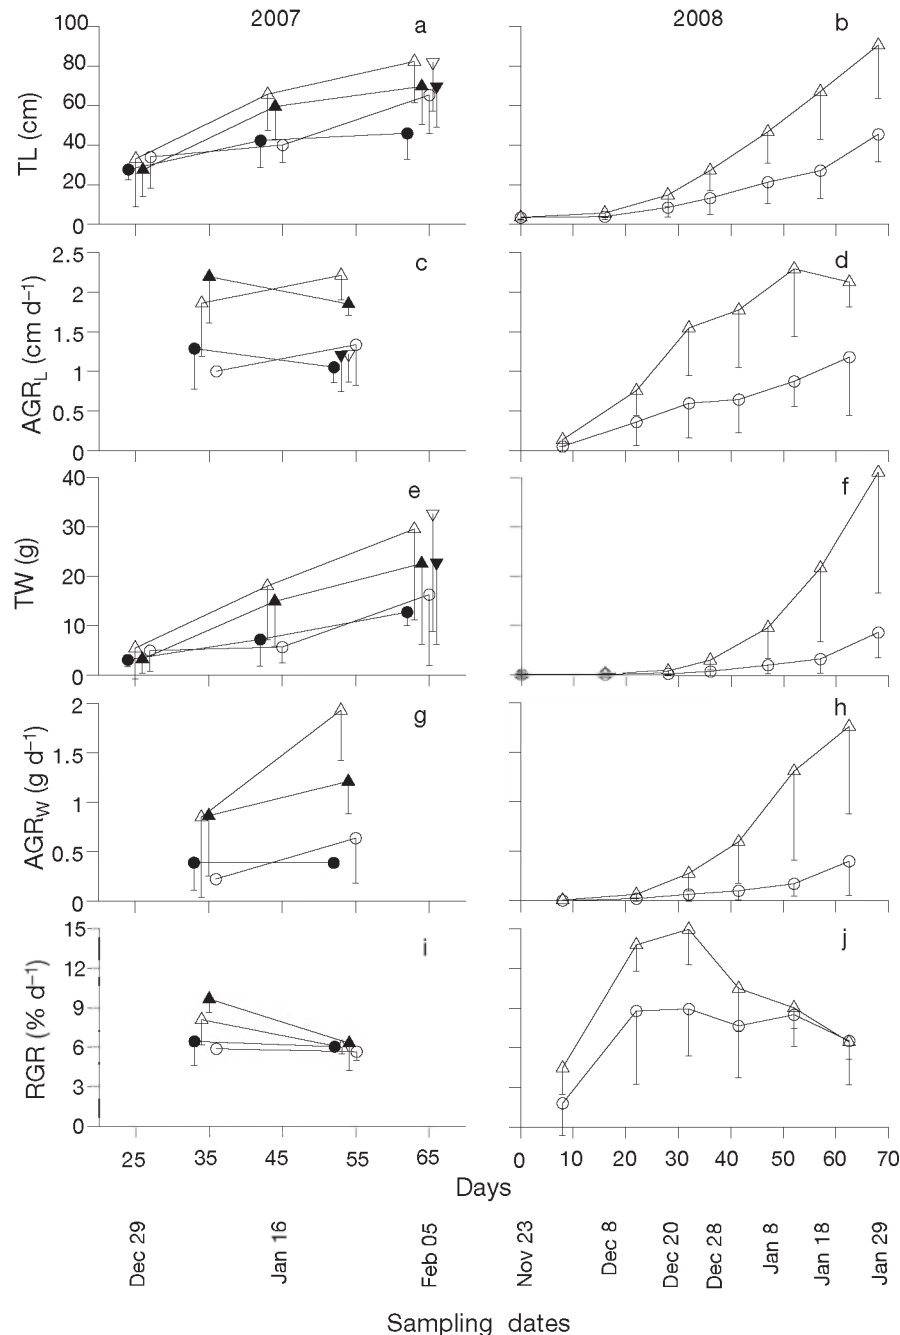 2007
2008
a
b
100
80
60
40
20
0
TL (cm)
c
d
2.5
2
1.5
1
0.5
0
AGRL (cm d–1)
e
f
40
30
20
10
0
TW (g)
g
h
2
1.5
1
0.5
0
AGRW (g d–1)
i
j
15
12
9
6
3
0
RGR (% d–1)
25 35 45 55 65
0 10 20 30 40 50 60 70
Days
Dec 29
Jan 16
Feb 05
Nov 23
Dec 8
Dec 20
Dec 28
Jan 8
Jan 18
Jan 29
Sampling dates